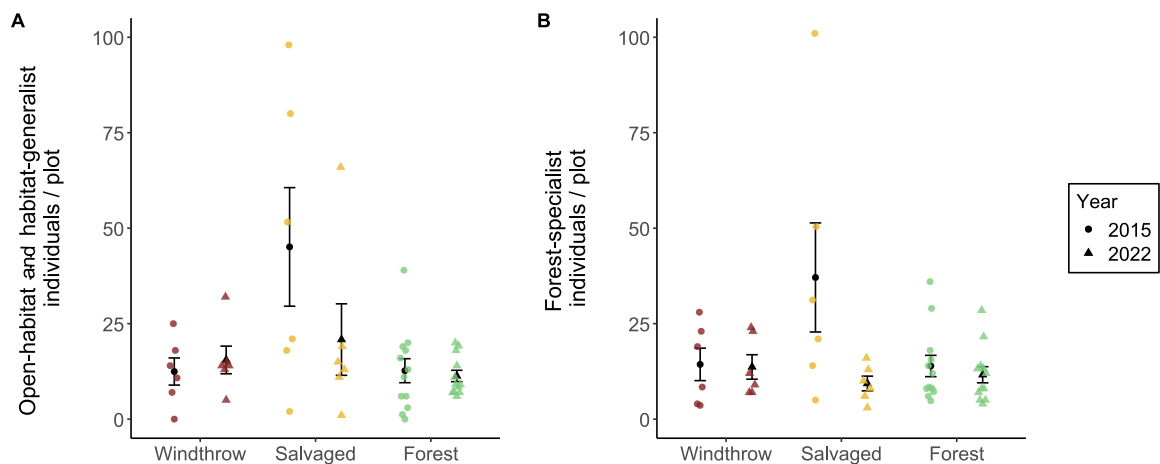 A
Open-habitat and habitat-generalist
individuals / plot
100
75
50
25
0
Windthrow
Salvaged
Forest
B
Forest-specialist
individuals / plot
100
75
50
25
0
Windthrow
Salvaged
Forest
Year
2015
2022